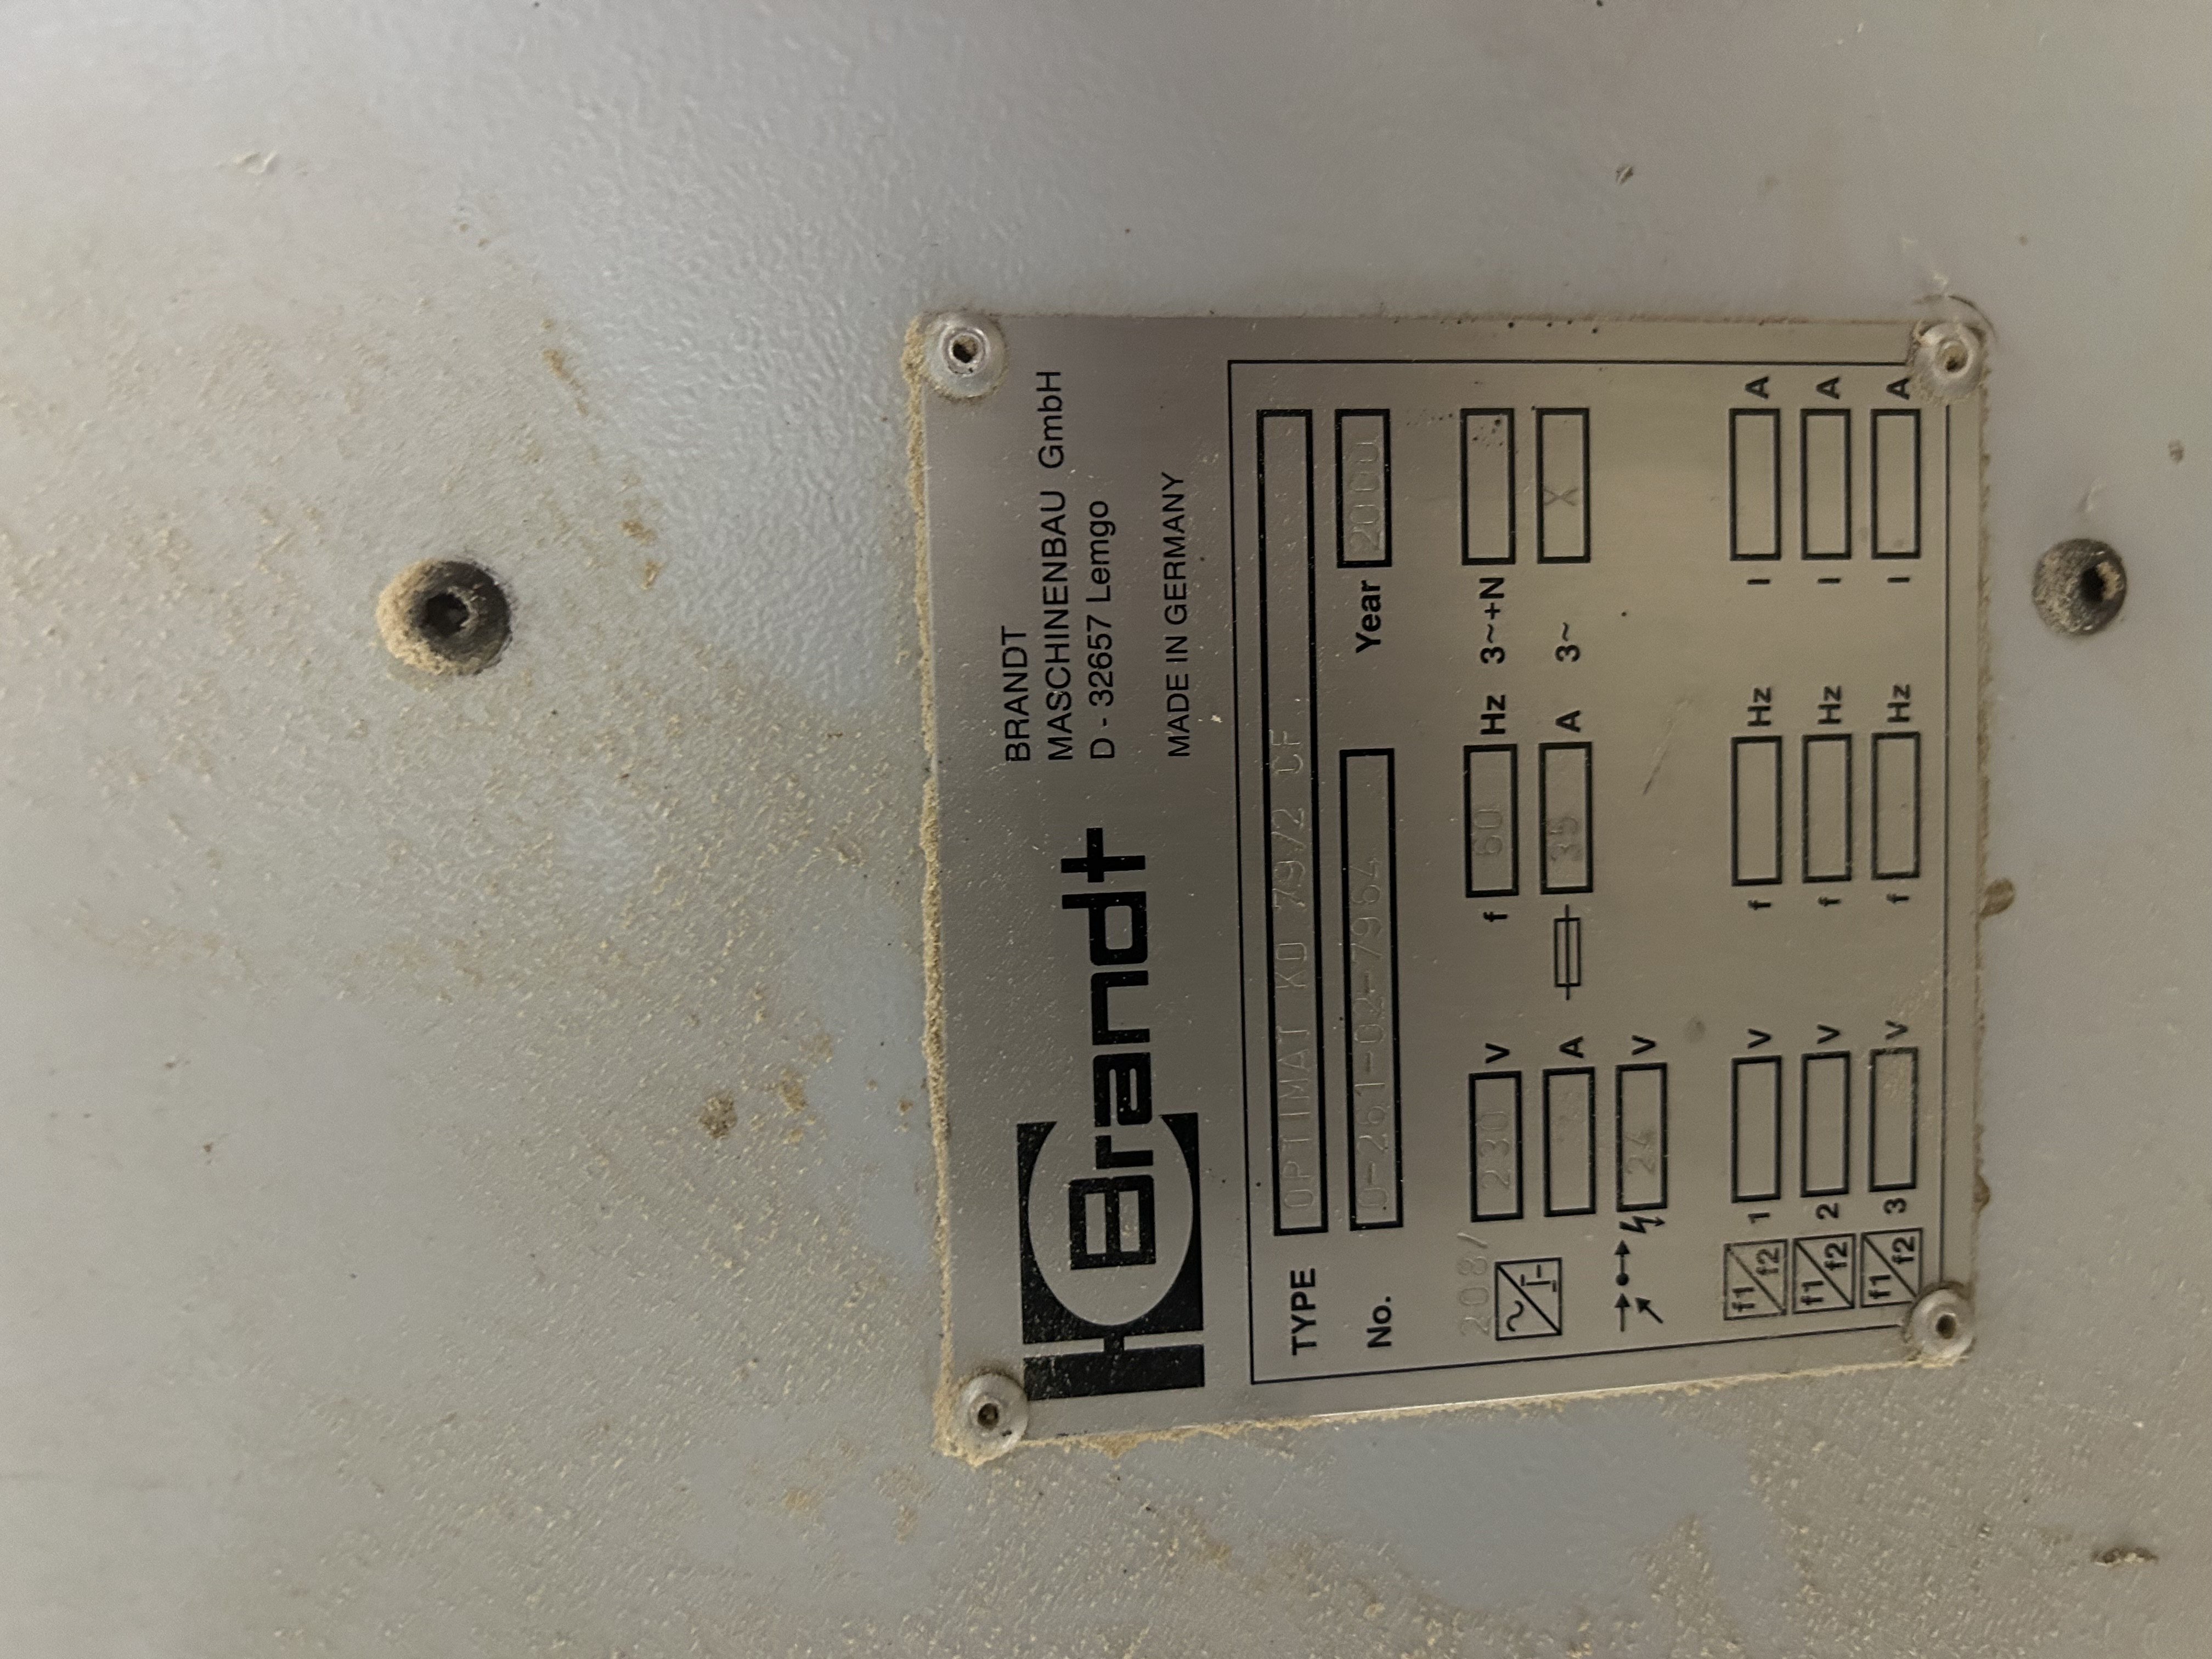 Brandt
BRANDT
MASCHINENBAU GmbH
D - 32657 Lemgo
MADE IN GERMANY
TYPE OPTIMAT KD 79/2 CF
No. 0-261-02-7964 Year 2000
208/ 230 V f 60 Hz 3~+N
A 35 A 3~ X
24 V
f1/f2 1 V f Hz I A
f1/f2 2 V f Hz I A
f1/f2 3 V f Hz I A